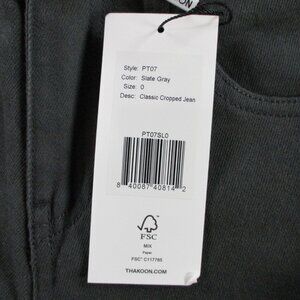 ON
Style: PT07
Color: Slate Gray
Size: 0
Desc: Classic Cropped Jean
PT07SL0
8 40087 40814 2
FSC
MIX
Paper
FSC® C117785
THAKOON.COM